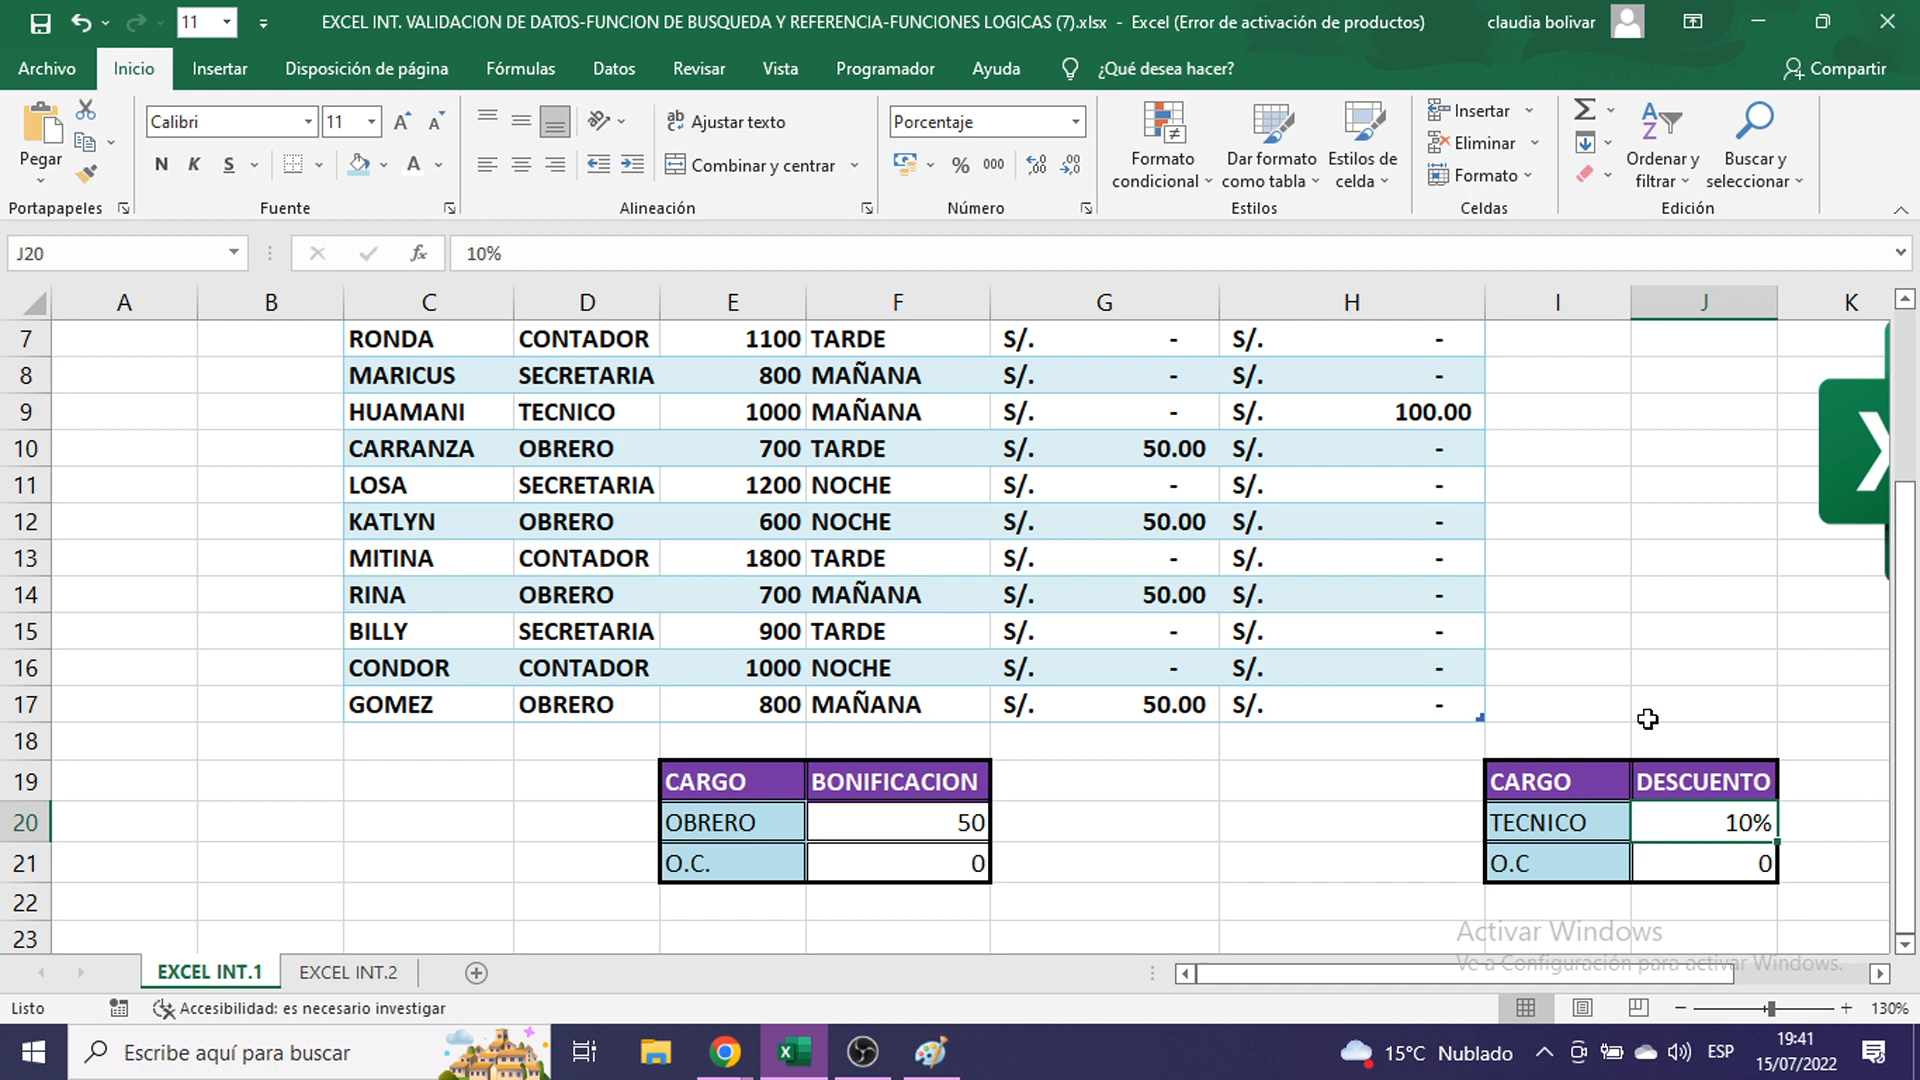 11 EXCEL INT. VALIDACION DE DATOS-FUNCION DE BUSQUEDA Y REFERENCIA-FUNCIONES LOGICAS (7).xlsx - Excel (Error de activación de productos) claudia bolivar
Archivo Inicio Insertar Disposición de página Fórmulas Datos Revisar Vista Programador Ayuda ¿Qué desea hacer? Compartir
Pegar
Portapapeles
Calibri 11
N K S A
Fuente
Ajustar texto
Combinar y centrar
Alineación
Porcentaje
% 000
Número
Formato condicional
Dar formato como tabla
Estilos de celda
Estilos
Insertar
Eliminar
Formato
Celdas
Ordenar y filtrar
Buscar y seleccionar
Edición
J20 fx 10%
A B C D E F G H I J K
7 RONDA CONTADOR 1100 TARDE S/. - S/. -
8 MARICUS SECRETARIA 800 MAÑANA S/. - S/. -
9 HUAMANI TECNICO 1000 MAÑANA S/. - S/. 100.00
10 CARRANZA OBRERO 700 TARDE S/. 50.00 S/. -
11 LOSA SECRETARIA 1200 NOCHE S/. - S/. -
12 KATLYN OBRERO 600 NOCHE S/. 50.00 S/. -
13 MITINA CONTADOR 1800 TARDE S/. - S/. -
14 RINA OBRERO 700 MAÑANA S/. 50.00 S/. -
15 BILLY SECRETARIA 900 TARDE S/. - S/. -
16 CONDOR CONTADOR 1000 NOCHE S/. - S/. -
17 GOMEZ OBRERO 800 MAÑANA S/. 50.00 S/. -
18
19 CARGO BONIFICACION CARGO DESCUENTO
20 OBRERO 50 TECNICO 10%
21 O.C. 0 O.C 0
22
23
Activar Windows
Ve a Configuración para activar Windows.
EXCEL INT.1 EXCEL INT.2
Listo Accesibilidad: es necesario investigar 130%
Escribe aquí para buscar 15°C Nublado ESP 19:41
15/07/2022